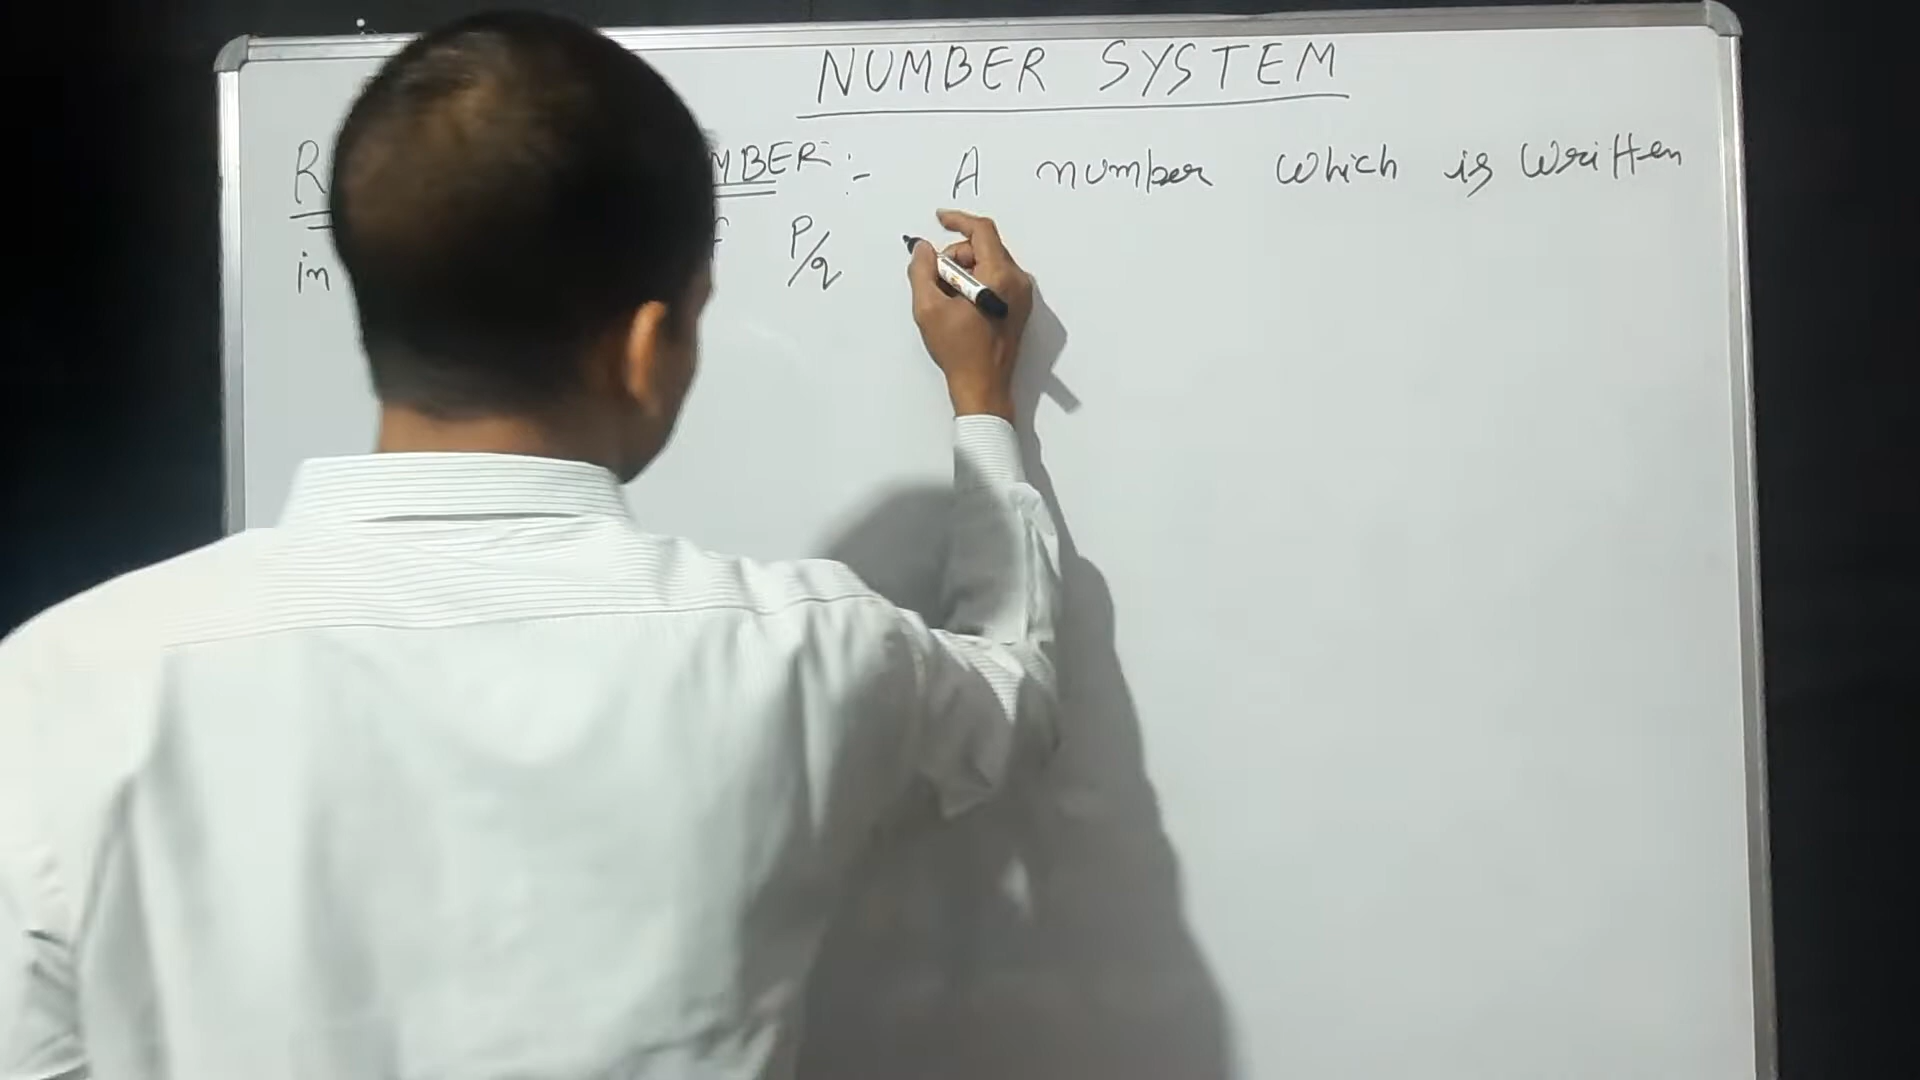 NUMBER SYSTEM
MBER :- A number which is written
in P/q